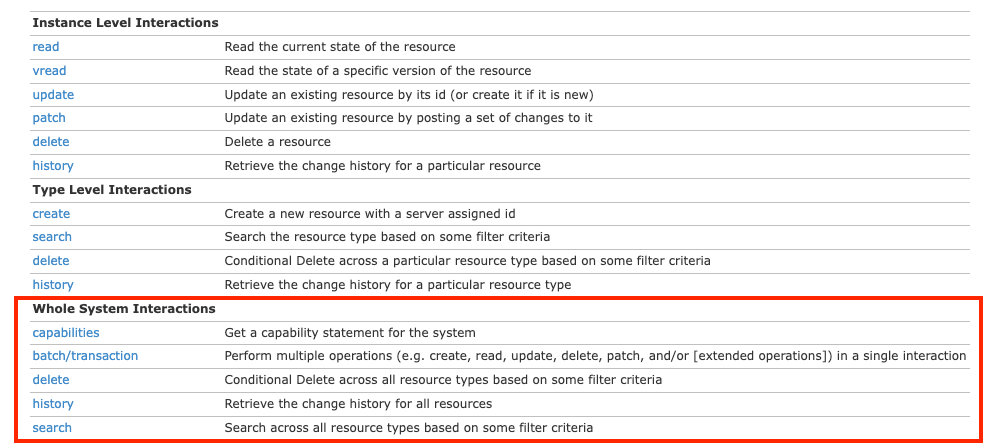 Instance Level Interactions
read Read the current state of the resource
vread Read the state of a specific version of the resource
update Update an existing resource by its id (or create it if it is new)
patch Update an existing resource by posting a set of changes to it
delete Delete a resource
history Retrieve the change history for a particular resource
Type Level Interactions
create Create a new resource with a server assigned id
search Search the resource type based on some filter criteria
delete Conditional Delete across a particular resource type based on some filter criteria
history Retrieve the change history for a particular resource type
Whole System Interactions
capabilities Get a capability statement for the system
batch/transaction Perform multiple operations (e.g. create, read, update, delete, patch, and/or [extended operations]) in a single interaction
delete Conditional Delete across all resource types based on some filter criteria
history Retrieve the change history for all resources
search Search across all resource types based on some filter criteria